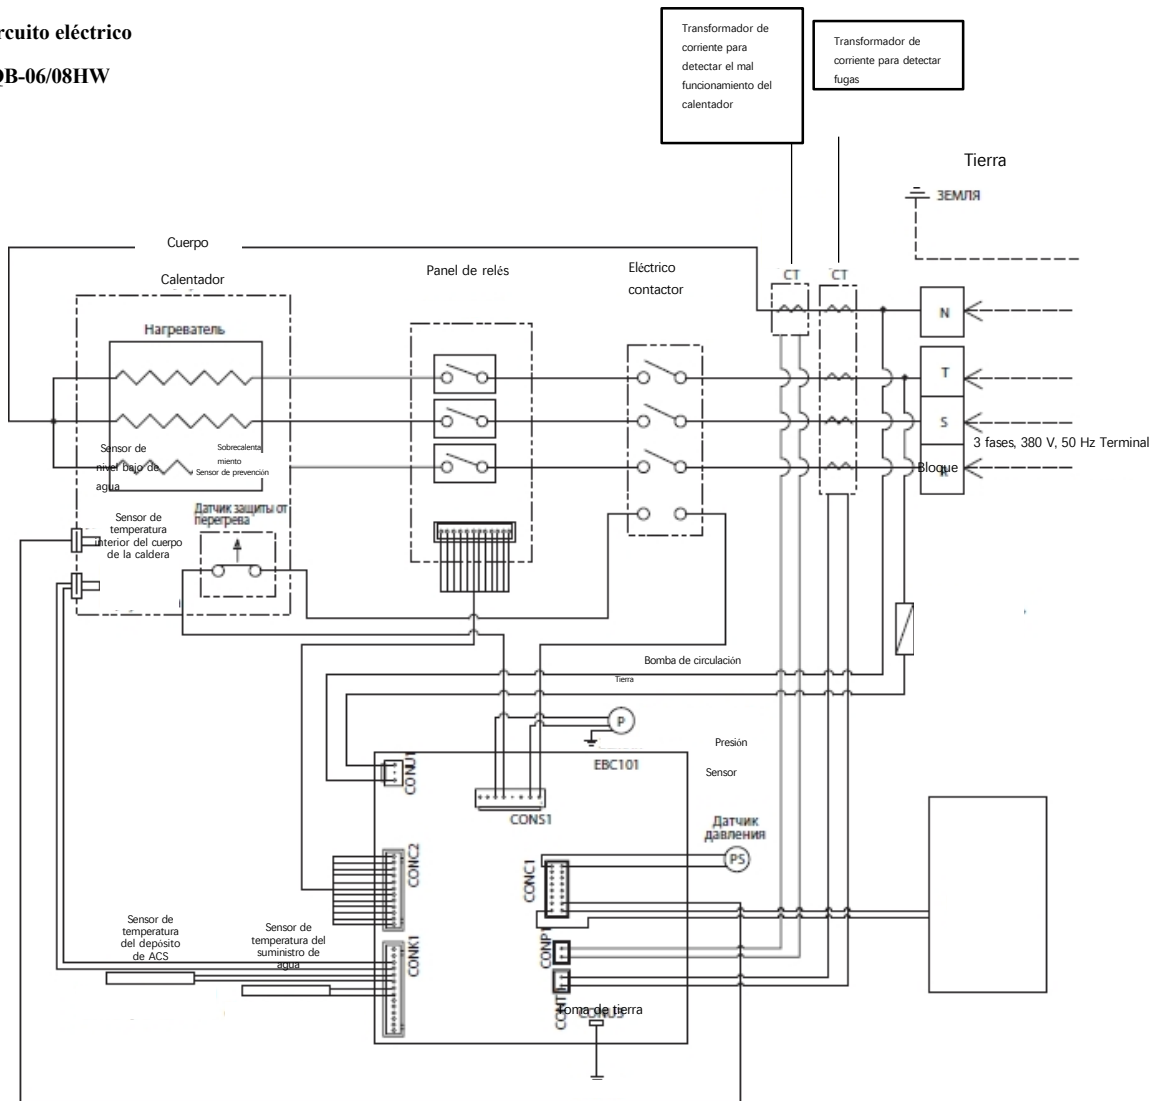 rcuito eléctrico
QB-06/08HW
Transformador de
corriente para
detectar el mal
funcionamiento del
calentador
Transformador de
corriente para detectar
fugas
Tierra
ЗЕМЛЯ
Cuerpo
Calentador
Panel de relés
Eléctrico
contactor
CT
CT
N
Нагреватель
T
S
3 fases, 380 V, 50 Hz Terminal
Bloque
Sensor de
nivel bajo de
agua
Sobrecalenta
miento
Sensor de prevención
Датчик защиты от
перегрева
Sensor de
temperatura
interior del cuerpo
de la caldera
Bomba de circulación
Tierra
P
Presión
Sensor
EBC101
CONU1
CONS1
Датчик
давления
PS
CONC2
CONC1
Sensor de
temperatura
del depósito
de ACS
Sensor de
temperatura del
suministro de
agua
CONK1
CONP1
Toma de tierra